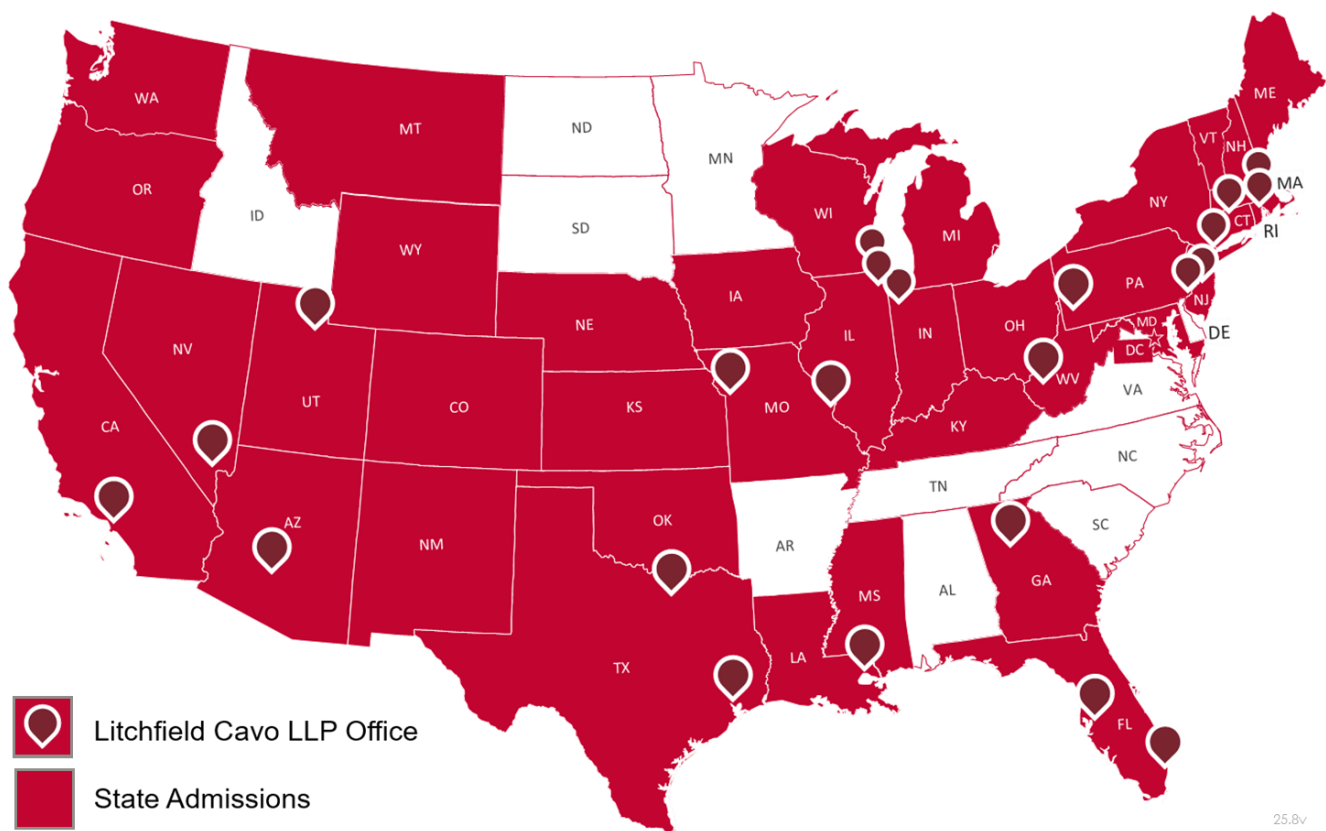 WA
MT
ND
MN
ME
VT
NH
OR
ID
SD
WI
MI
NY
MA
WY
CT
RI
IA
PA
NE
NJ
NV
IL
IN
OH
MD
DE
DC
UT
CO
KS
MO
WV
VA
CA
KY
NC
TN
AZ
OK
SC
NM
AR
GA
MS
AL
TX
LA
FL
Litchfield Cavo LLP Office
State Admissions
25.8v